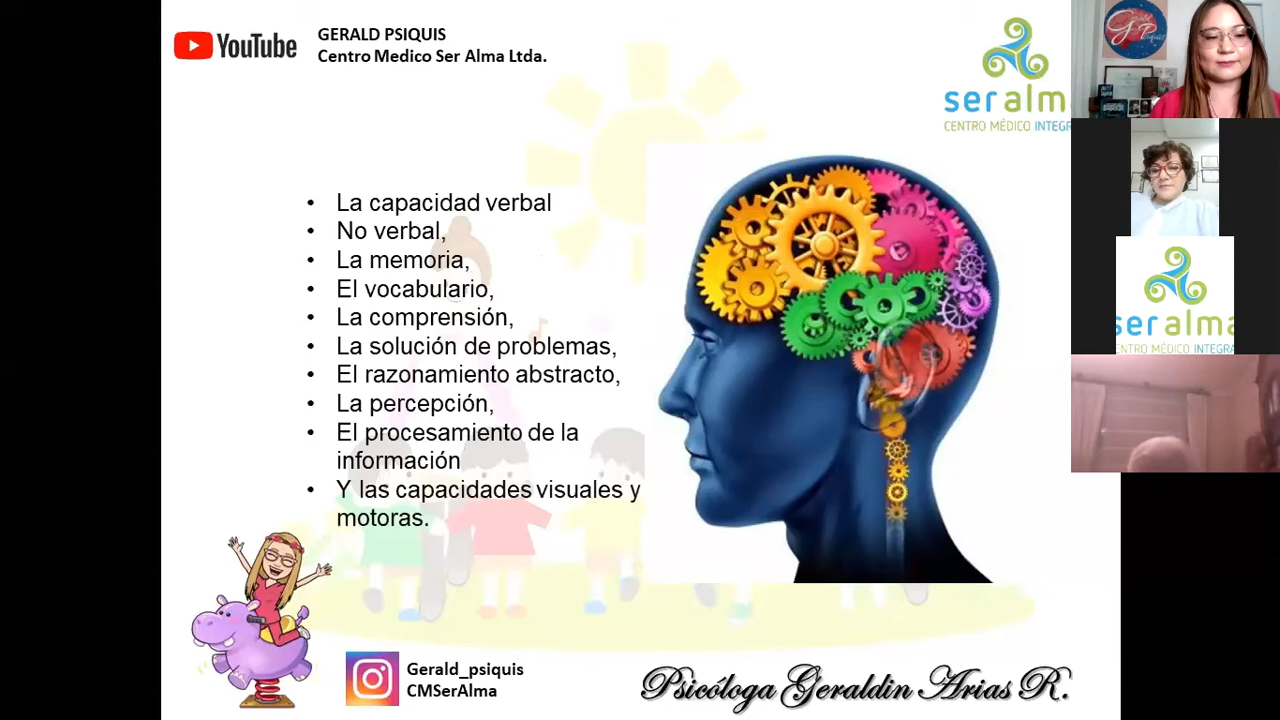 YouTube
GERALD PSIQUIS
Centro Medico Ser Alma Ltda.
ser alma
CENTRO MÉDICO INTEGR
• La capacidad verbal
• No verbal,
• La memoria,
• El vocabulario,
• La comprensión,
• La solución de problemas,
• El razonamiento abstracto,
• La percepción,
• El procesamiento de la
información
• Y las capacidades visuales y
motoras.
Gerald_psiquis
CMSerAlma
Psicóloga Geraldin Arias R.
ser alma
CENTRO MÉDICO INTEGRA